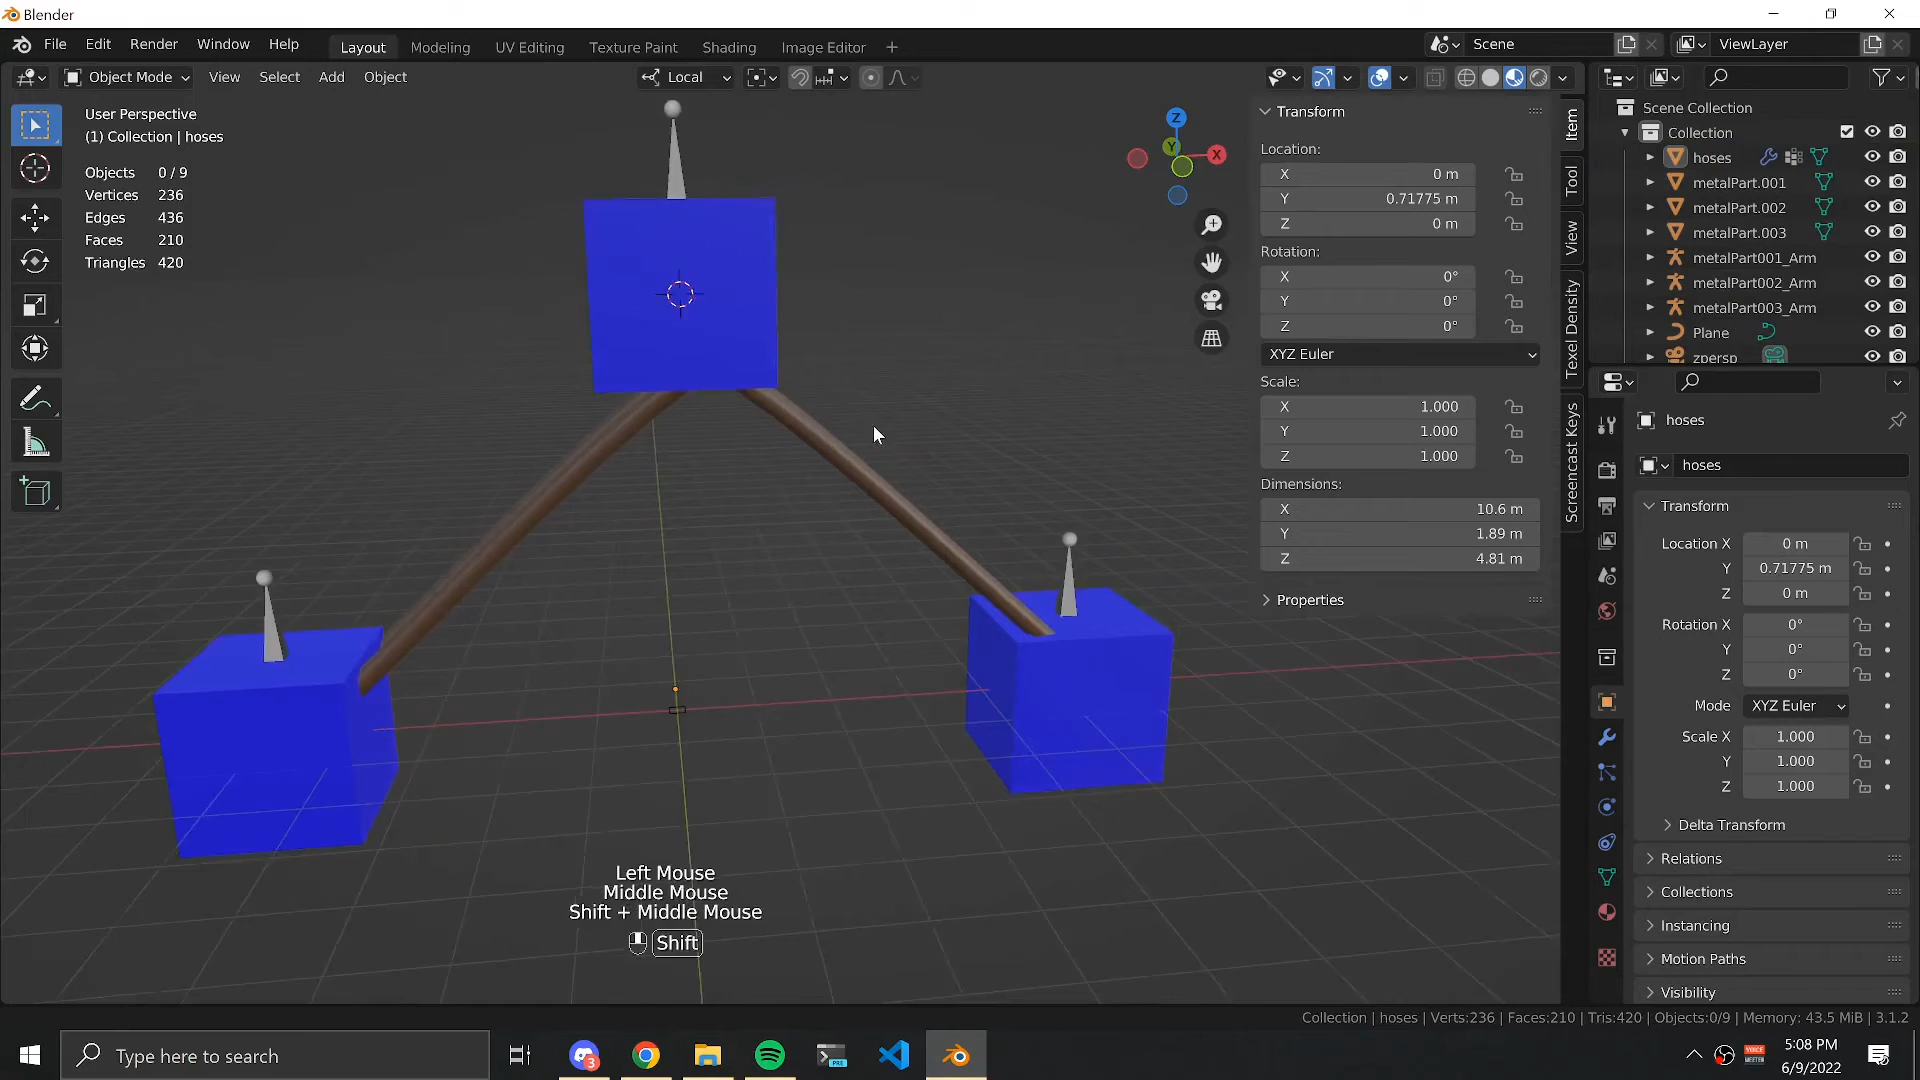 Blender
File Edit Render Window Help Layout Modeling UV Editing Texture Paint Shading Animation Image Editor + Scene ViewLayer
Object Mode View Select Add Object Local
User Perspective
(1) Collection | hoses
Objects 0 / 9
Vertices 236
Edges 436
Faces 210
Triangles 420
Z
Y
X
Transform
Location:
X 0 m
Y 0.71775 m
Z 0 m
Rotation:
X 0°
Y 0°
Z 0°
XYZ Euler
Scale:
X 1.000
Y 1.000
Z 1.000
Dimensions:
X 10.6 m
Y 1.89 m
Z 4.81 m
Properties
Item
Tool
View
Texel Density
Screencast Keys
Scene Collection
Collection
hoses
metalPart.001
metalPart.002
metalPart.003
metalPart001_Arm
metalPart002_Arm
metalPart003_Arm
Plane
zpersp
hoses
hoses
Transform
Location X 0 m
Y 0.71775 m
Z 0 m
Rotation X 0°
Y 0°
Z 0°
Mode XYZ Euler
Scale X 1.000
Y 1.000
Z 1.000
Delta Transform
Relations
Collections
Instancing
Motion Paths
Visibility
Left Mouse
Middle Mouse
Shift + Middle Mouse
Shift
Collection | hoses | Verts:236 | Faces:210 | Tris:420 | Objects:0/9 | Memory: 43.5 MiB | 3.1.2
Type here to search
3
PRE
5:08 PM
6/9/2022